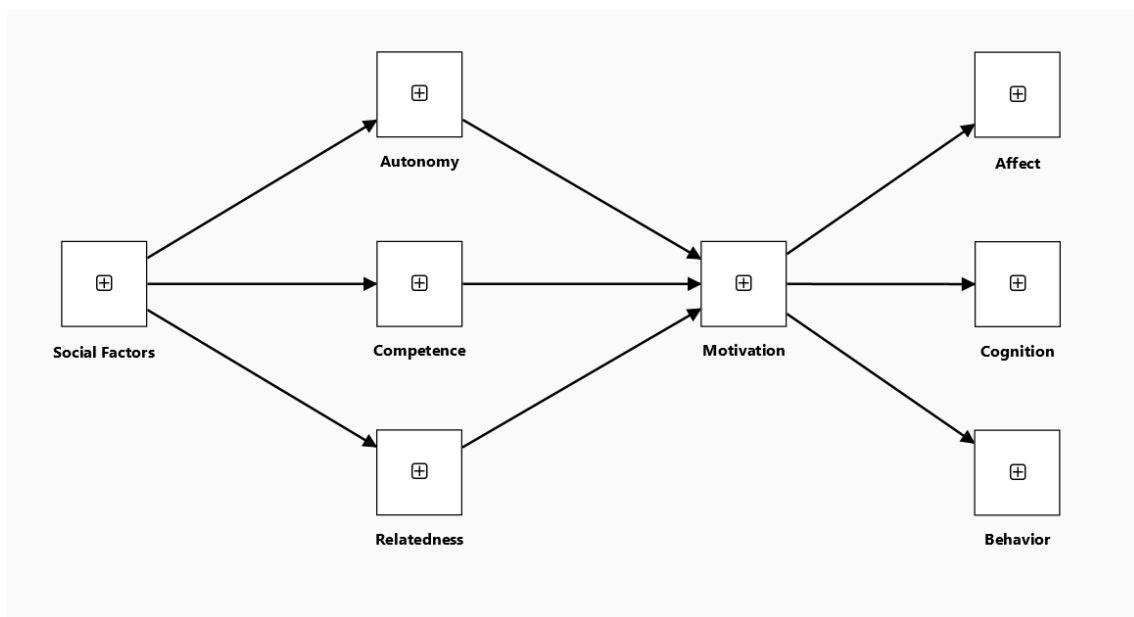 Autonomy
Affect
Social Factors
Competence
Motivation
Cognition
Relatedness
Behavior